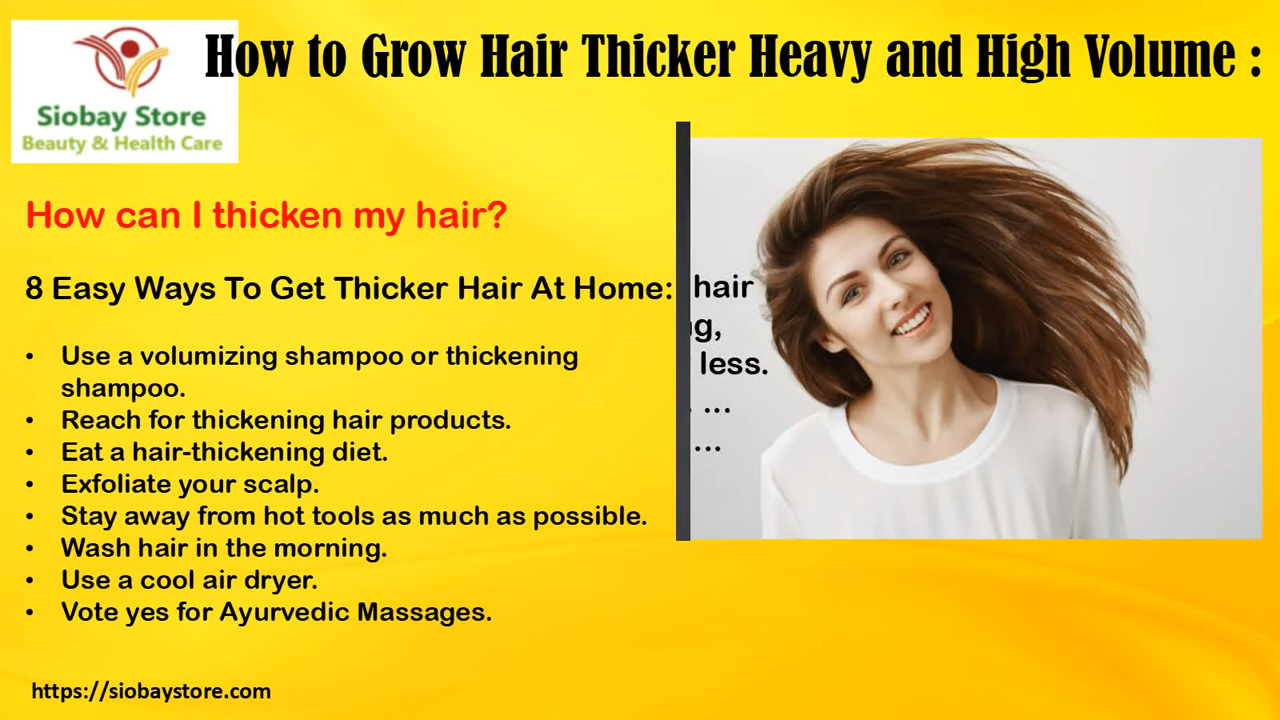 How to Grow Hair Thicker Heavy and High Volume :
Siobay Store
Beauty & Health Care
How can I thicken my hair?
8 Easy Ways To Get Thicker Hair At Home:
• Use a volumizing shampoo or thickening
shampoo.
• Reach for thickening hair products.
• Eat a hair-thickening diet.
• Exfoliate your scalp.
• Stay away from hot tools as much as possible.
• Wash hair in the morning.
• Use a cool air dryer.
• Vote yes for Ayurvedic Massages.
hair
less.
...
...
https://siobaystore.com